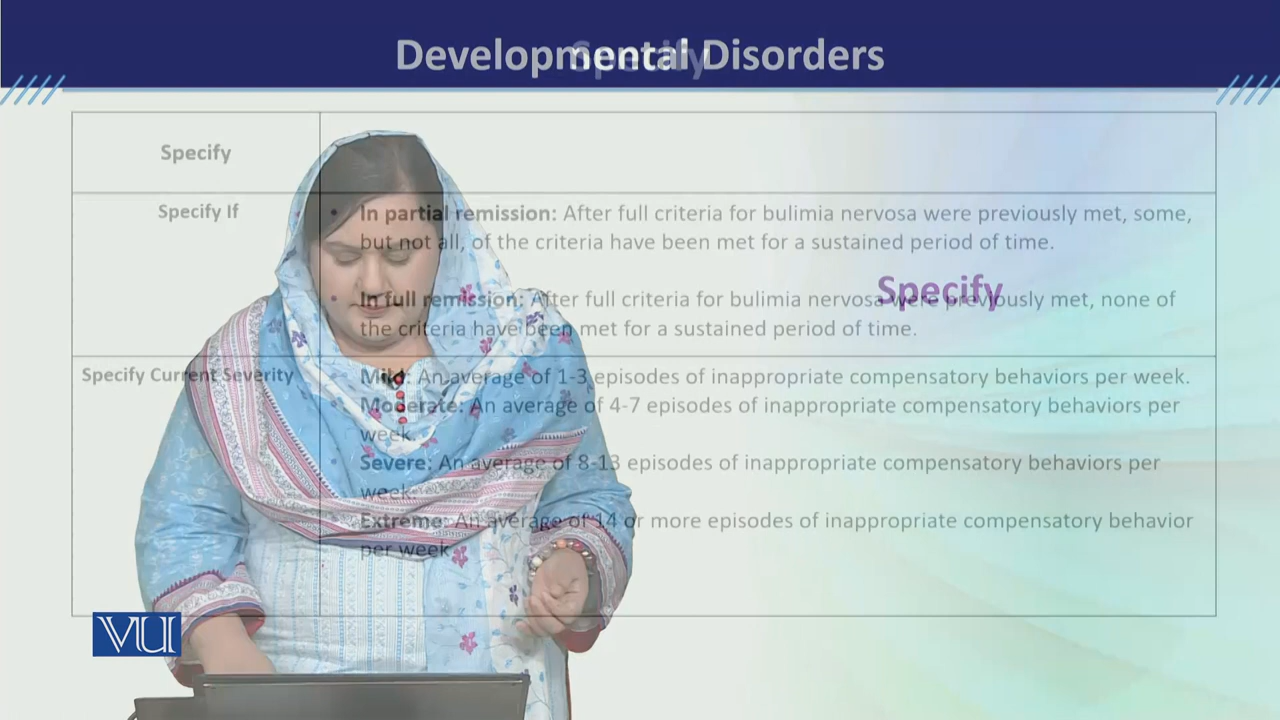 Developmental Disorders
Specify
Specify
Specify If
• In partial remission: After full criteria for bulimia nervosa were previously met, some,
but not all, of the criteria have been met for a sustained period of time.
Specify
• In full remission: After full criteria for bulimia nervosa were previously met, none of
the criteria have been met for a sustained period of time.
Specify Current Severity
Mild: An average of 1-3 episodes of inappropriate compensatory behaviors per week.
Moderate: An average of 4-7 episodes of inappropriate compensatory behaviors per
week.
Severe: An average of 8-13 episodes of inappropriate compensatory behaviors per
week.
Extreme: An average of 14 or more episodes of inappropriate compensatory behavior
per week
VU